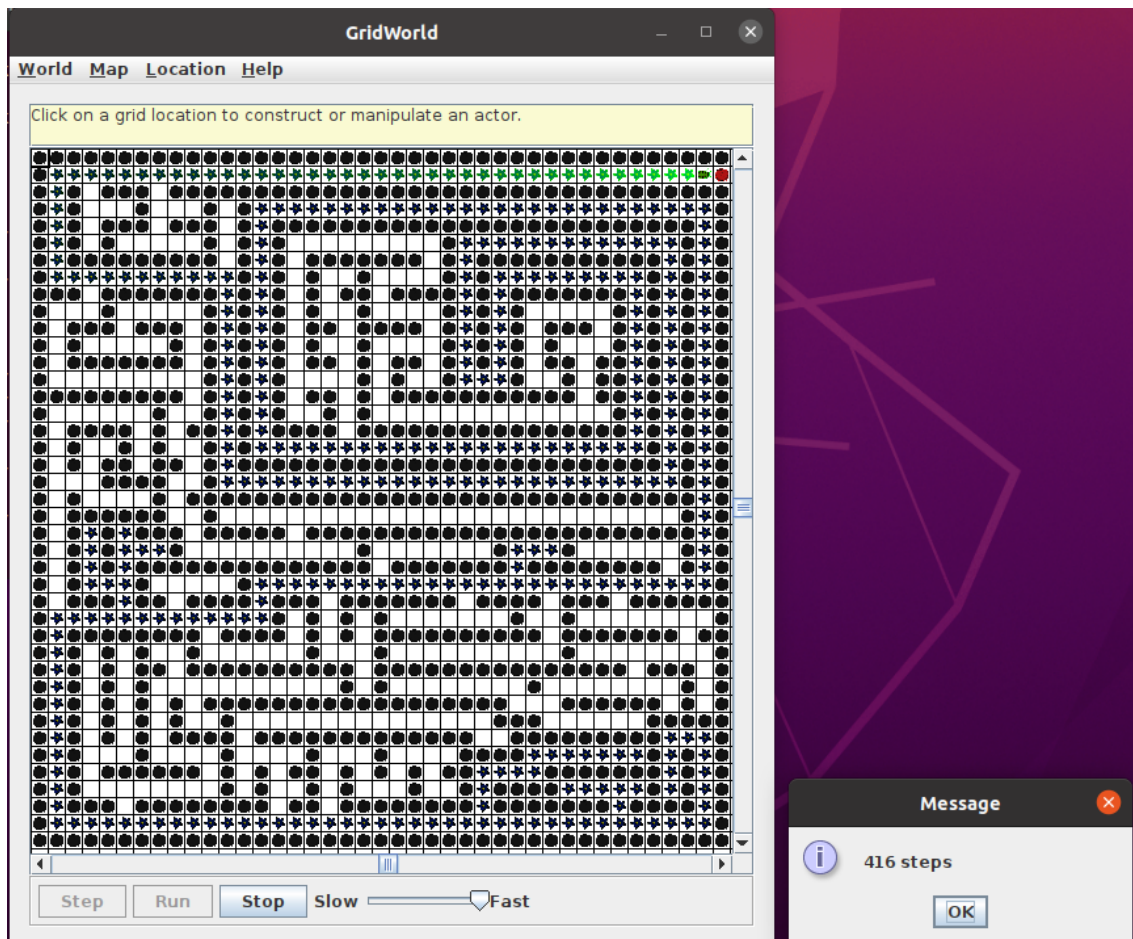 GridWorld
World Map Location Help
Click on a grid location to construct or manipulate an actor.
Step Run Stop Slow Fast
Message
416 steps
OK